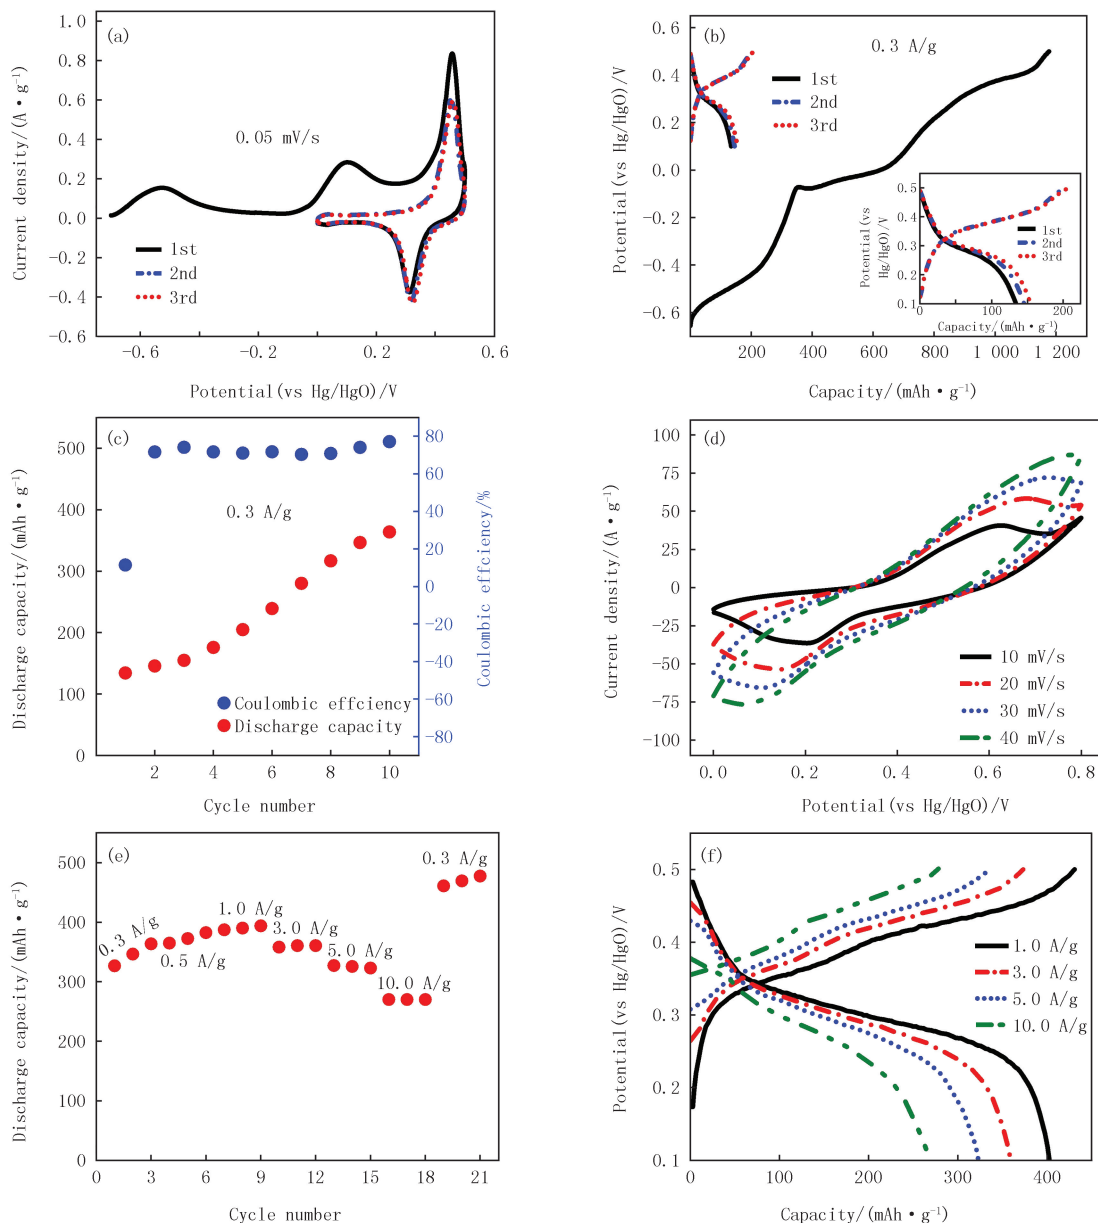 (a)
0.05 mV/s
1st
2nd
3rd
1.0
0.8
0.6
0.4
0.2
0.0
−0.2
−0.4
−0.6
−0.6
−0.2
0.2
0.6
Current density/(A·g⁻¹)
Potential(vs Hg/HgO)/V
(b)
0.3 A/g
1st
2nd
3rd
0.6
0.4
0.2
0.0
−0.2
−0.4
−0.6
200
400
600
800
1 000
1 200
Potential(vs Hg/HgO)/V
Capacity/(mAh·g⁻¹)
0.5
0.4
0.3
0.2
0.1
0
100
200
1st
2nd
3rd
Potential(vs
Hg/HgO)/V
Capacity/(mAh·g⁻¹)
(c)
0.3 A/g
Coulombic effciency
Discharge capacity
500
400
300
200
100
0
80
60
40
20
0
−20
−40
−60
−80
2
4
6
8
10
Discharge capacity/(mAh·g⁻¹)
Coulombic effciency/%
Cycle number
(d)
10 mV/s
20 mV/s
30 mV/s
40 mV/s
100
75
50
25
0
−25
−50
−75
−100
0.0
0.2
0.4
0.6
0.8
Current density/(A·g⁻¹)
Potential(vs Hg/HgO)/V
(e)
0.3 A/g
0.5 A/g
1.0 A/g
3.0 A/g
5.0 A/g
10.0 A/g
0.3 A/g
500
400
300
200
100
0
0
3
6
9
12
15
18
21
Discharge capacity/(mAh·g⁻¹)
Cycle number
(f)
1.0 A/g
3.0 A/g
5.0 A/g
10.0 A/g
0.5
0.4
0.3
0.2
0.1
0
100
200
300
400
Potential(vs Hg/HgO)/V
Capacity/(mAh·g⁻¹)